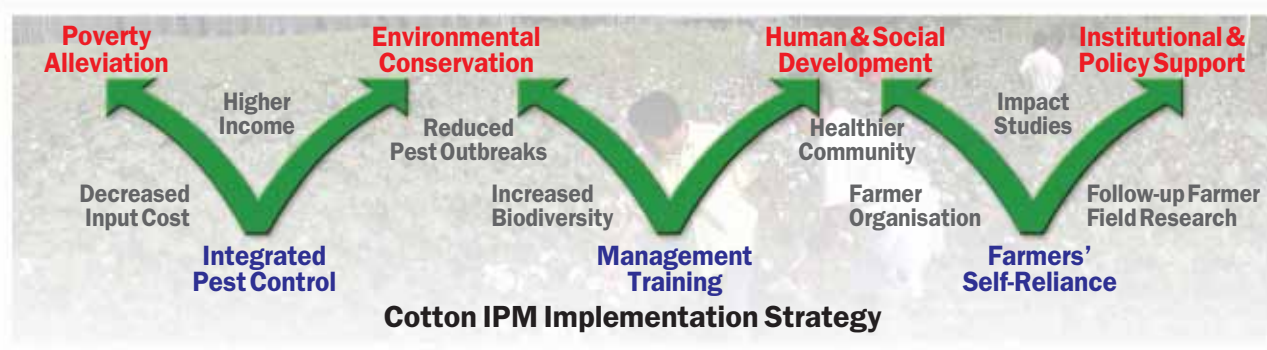 Poverty
Alleviation
Environmental
Conservation
Human & Social
Development
Institutional &
Policy Support
Higher
Income
Reduced
Pest Outbreaks
Healthier
Community
Impact
Studies
Decreased
Input Cost
Increased
Biodiversity
Farmer
Organisation
Follow-up Farmer
Field Research
Integrated
Pest Control
Management
Training
Farmers'
Self-Reliance
Cotton IPM Implementation Strategy